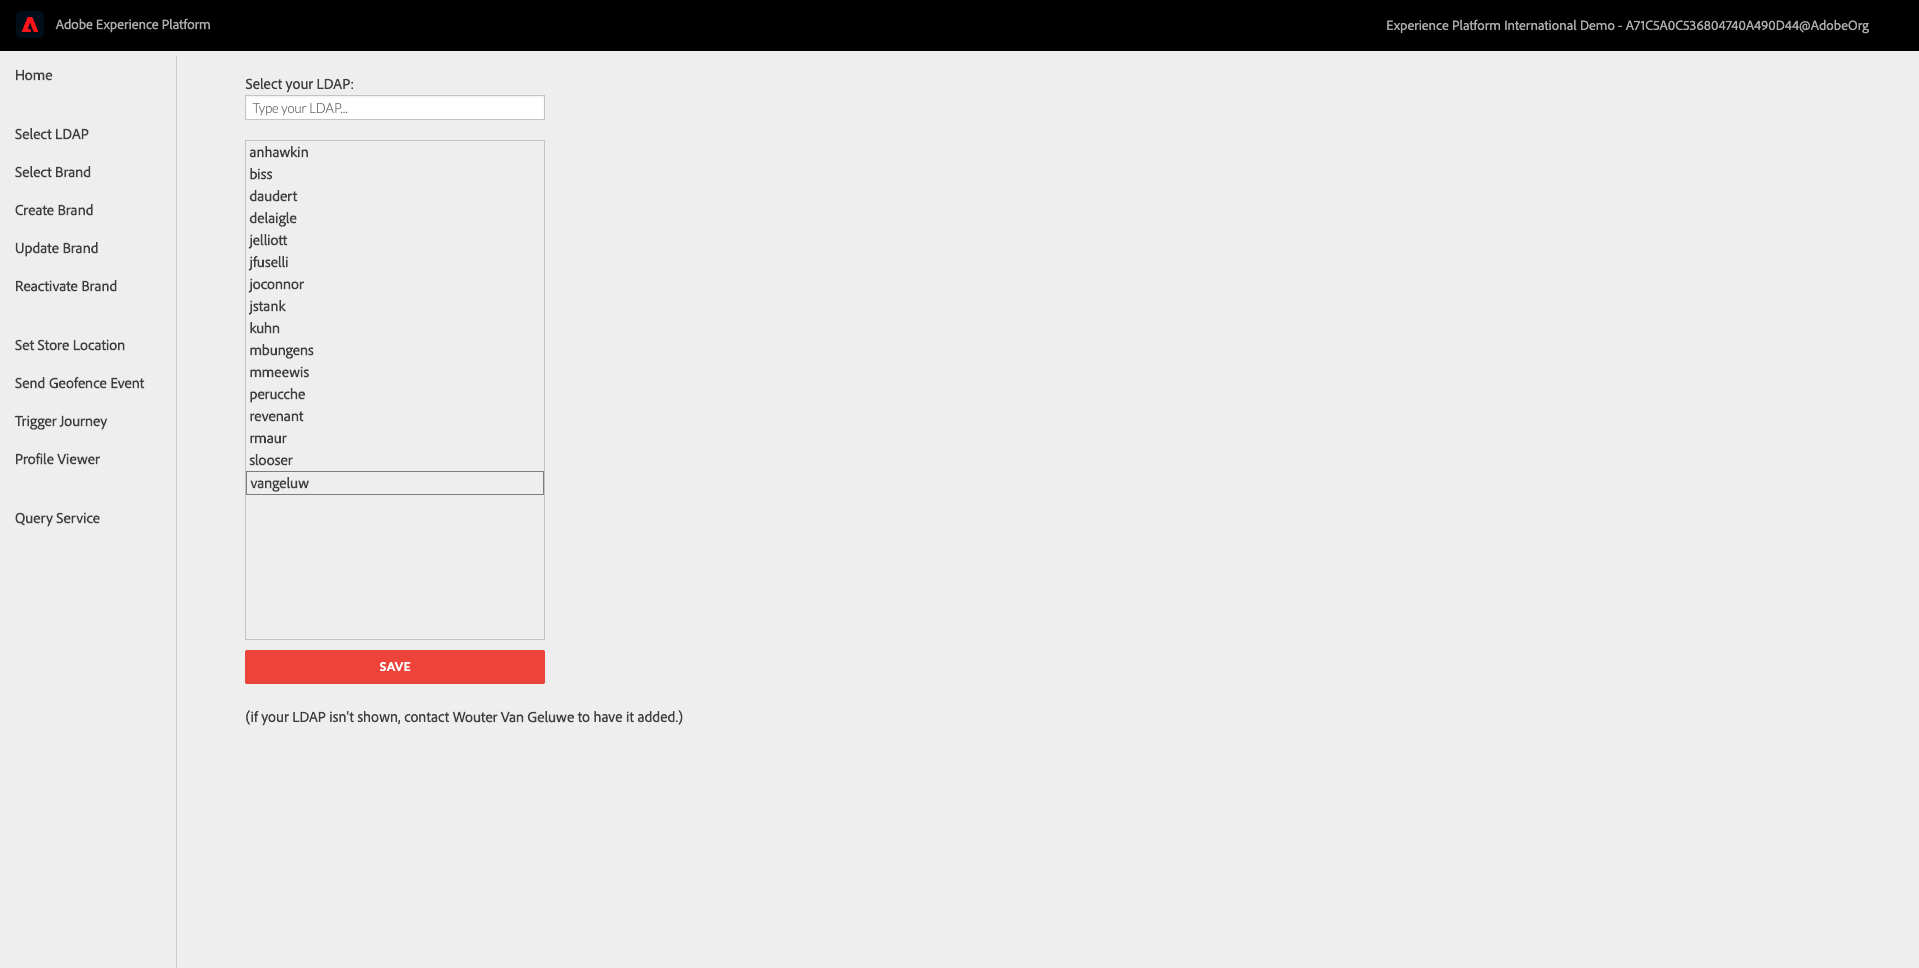 Adobe Experience Platform
Experience Platform International Demo - A71C5A0C536804740A490D44@AdobeOrg
Home
Select LDAP
Select Brand
Create Brand
Update Brand
Reactivate Brand
Set Store Location
Send Geofence Event
Trigger Journey
Profile Viewer
Query Service
Select your LDAP:
Type your LDAP...
anhawkin
biss
daudert
delaigle
jelliott
jfuselli
joconnor
jstank
kuhn
mbungens
mmeewis
perucche
revenant
rmaur
slooser
vangeluw
SAVE
(if your LDAP isn't shown, contact Wouter Van Geluwe to have it added.)